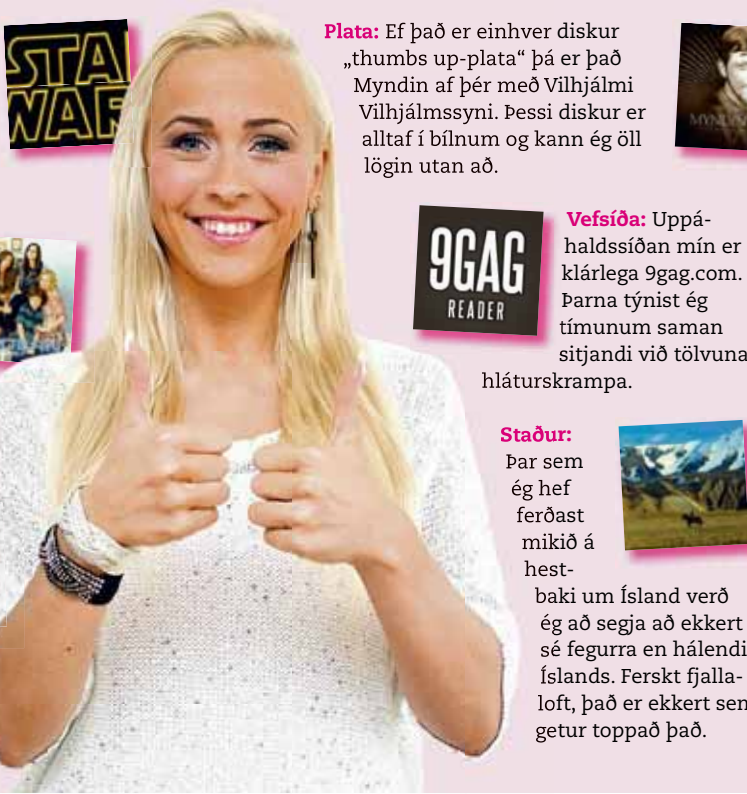 STAR
WAR
Plata: Ef það er einhver diskur
„thumbs up-plata“ þá er það
Myndin af þér með Vilhjálmi
Vilhjálmssyni. Þessi diskur er
alltaf í bílnum og kann ég öll
lögin utan að.
9GAG
READER
Vefsíða: Uppá-
haldssíðan mín er
klárlega 9gag.com.
Þarna týnist ég
tímunum saman
sitjandi við tölvuna
hláturskrampa.
Staður:
Þar sem
ég hef
ferðast
mikið á
hest-
baki um Ísland verð
ég að segja að ekkert
sé fegurra en hálendi
Íslands. Ferskt fjalla-
loft, það er ekkert sem
getur toppað það.